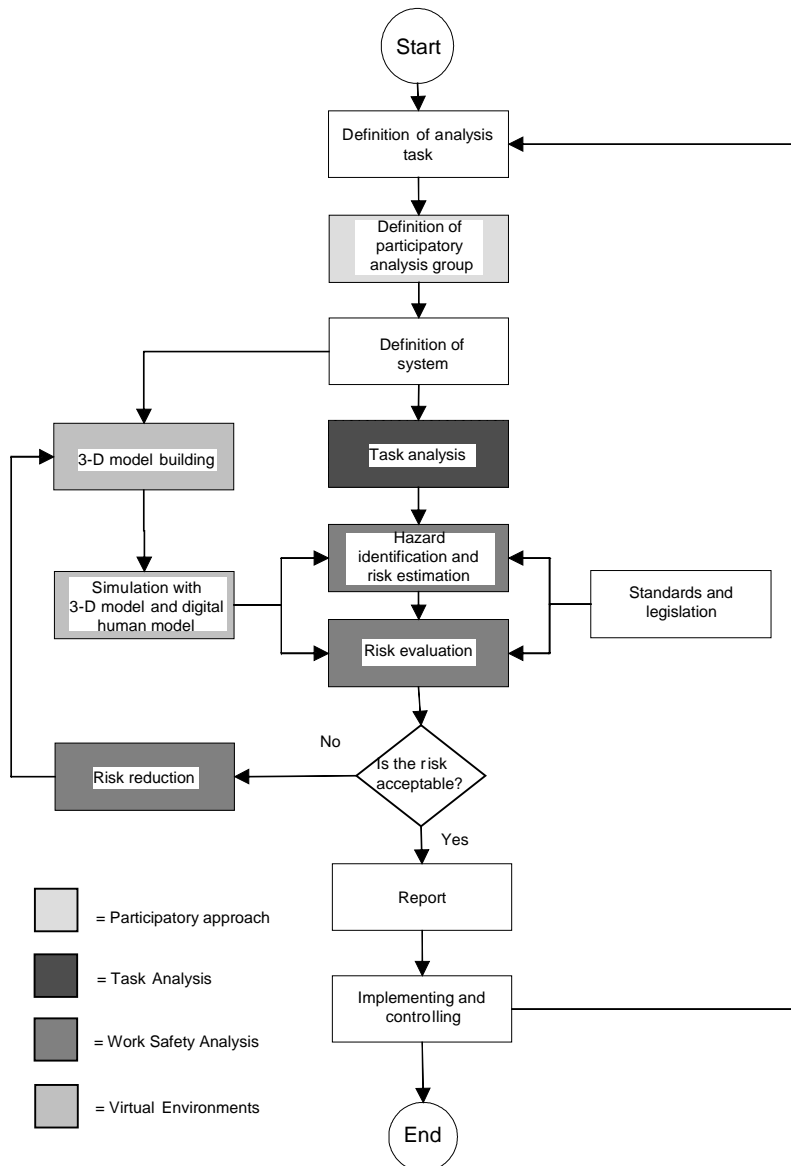 Start
Definition of analysis
task
Definition of
participatory
analysis group
Definition of
system
3-D model building
Task analysis
Hazard
identification and
risk estimation
Simulation with
3-D model and digital
human model
Standards and
legislation
Risk evaluation
No
Is the risk
acceptable?
Risk reduction
Yes
Report
= Participatory approach
= Task Analysis
Implementing and
controlling
= Work Safety Analysis
= Virtual Environments
End